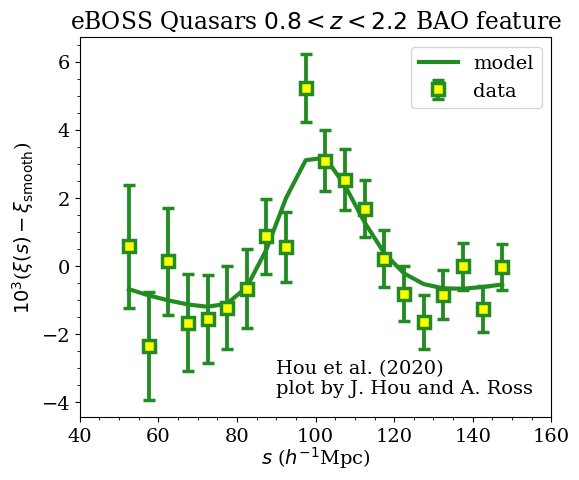 eBOSS Quasars 0.8 < z < 2.2 BAO feature
10³(ξ(s) − ξsmooth)
6
4
2
0
−2
−4
model
data
Hou et al. (2020)
plot by J. Hou and A. Ross
40 60 80 100 120 140 160
s (h⁻¹Mpc)